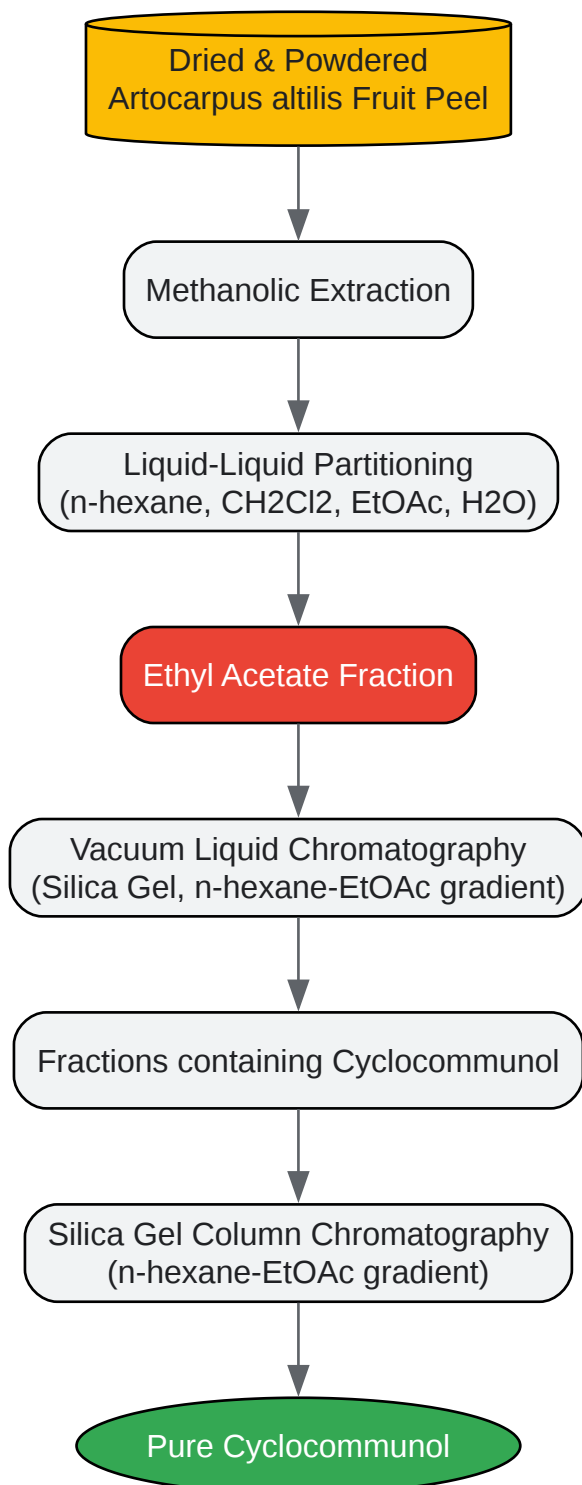 Dried & Powdered
Artocarpus altilis Fruit Peel
Methanolic Extraction
Liquid-Liquid Partitioning
(n-hexane, CH2Cl2, EtOAc, H2O)
Ethyl Acetate Fraction
Vacuum Liquid Chromatography
(Silica Gel, n-hexane-EtOAc gradient)
Fractions containing Cyclocommunol
Silica Gel Column Chromatography
(n-hexane-EtOAc gradient)
Pure Cyclocommunol